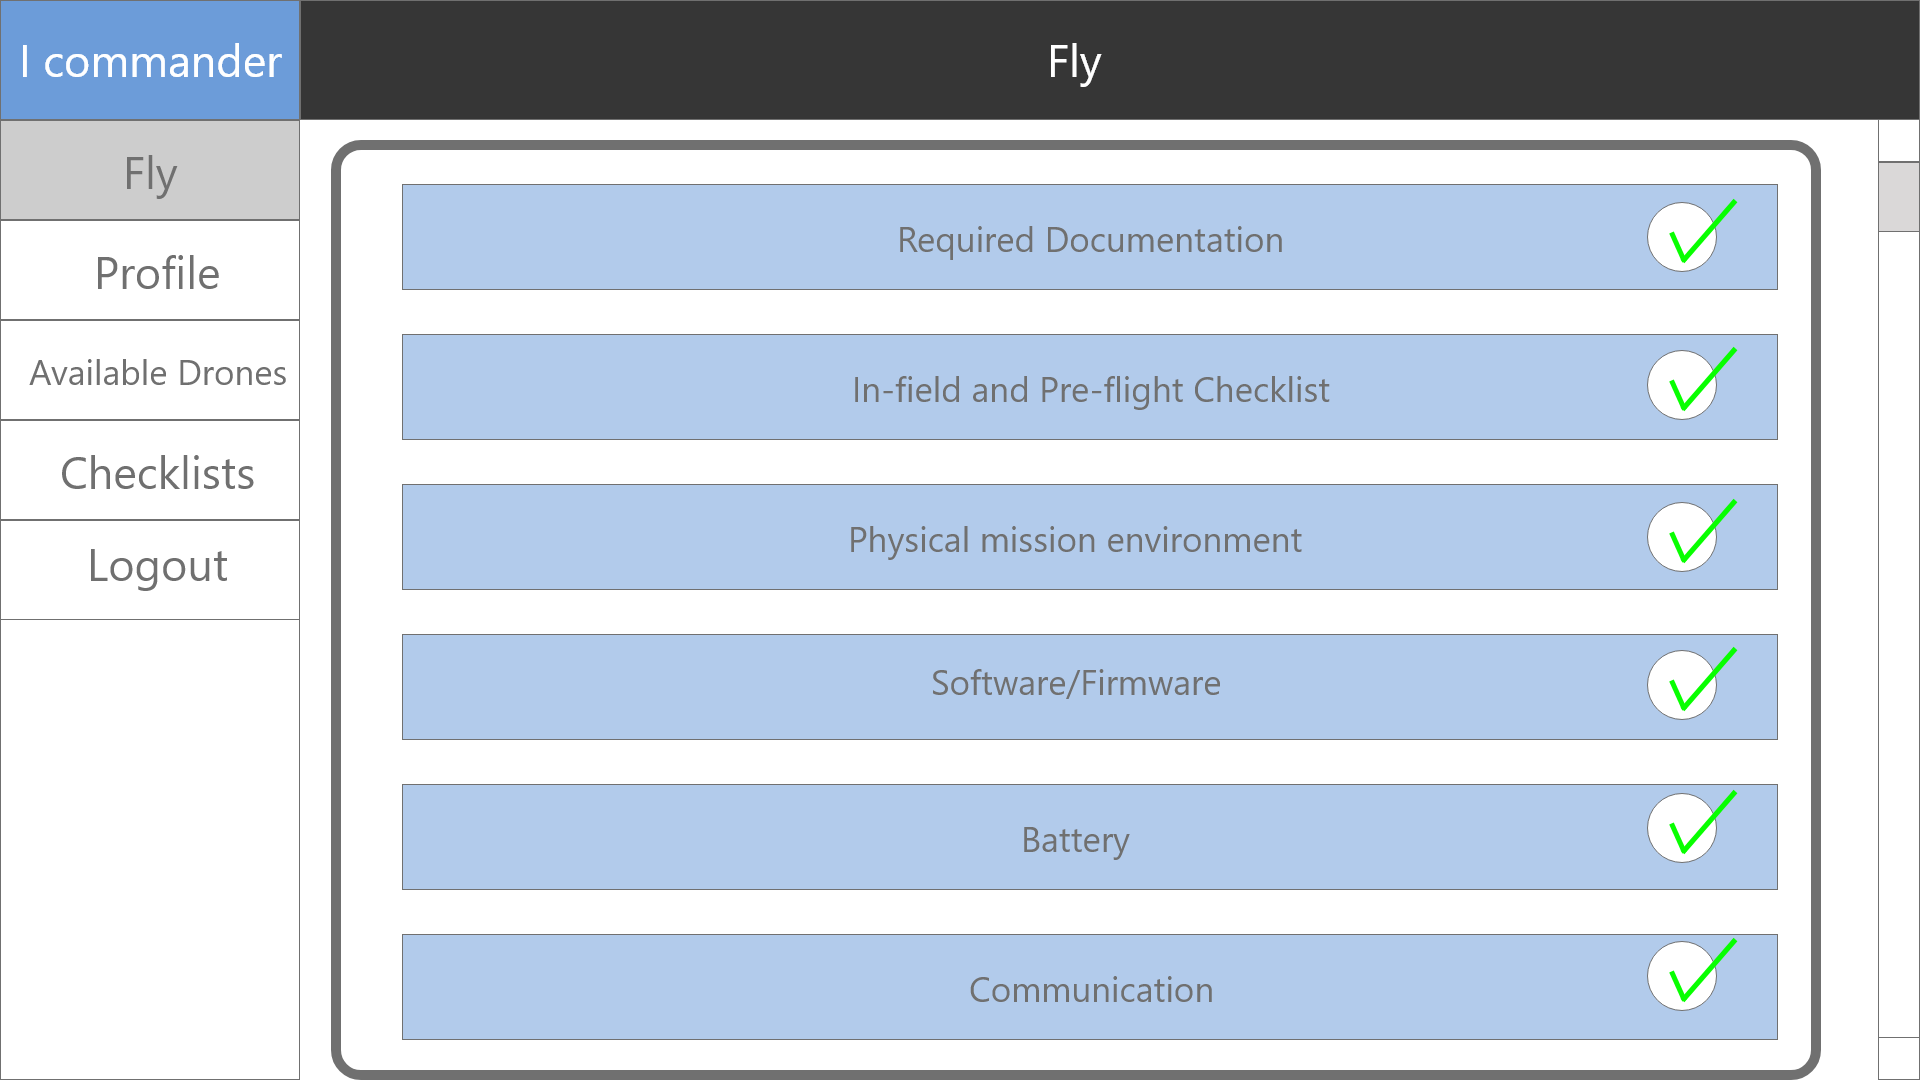 I commander
Fly
Fly
Profile
Available Drones
Checklists
Logout
Required Documentation
In-field and Pre-flight Checklist
Physical mission environment
Software/Firmware
Battery
Communication